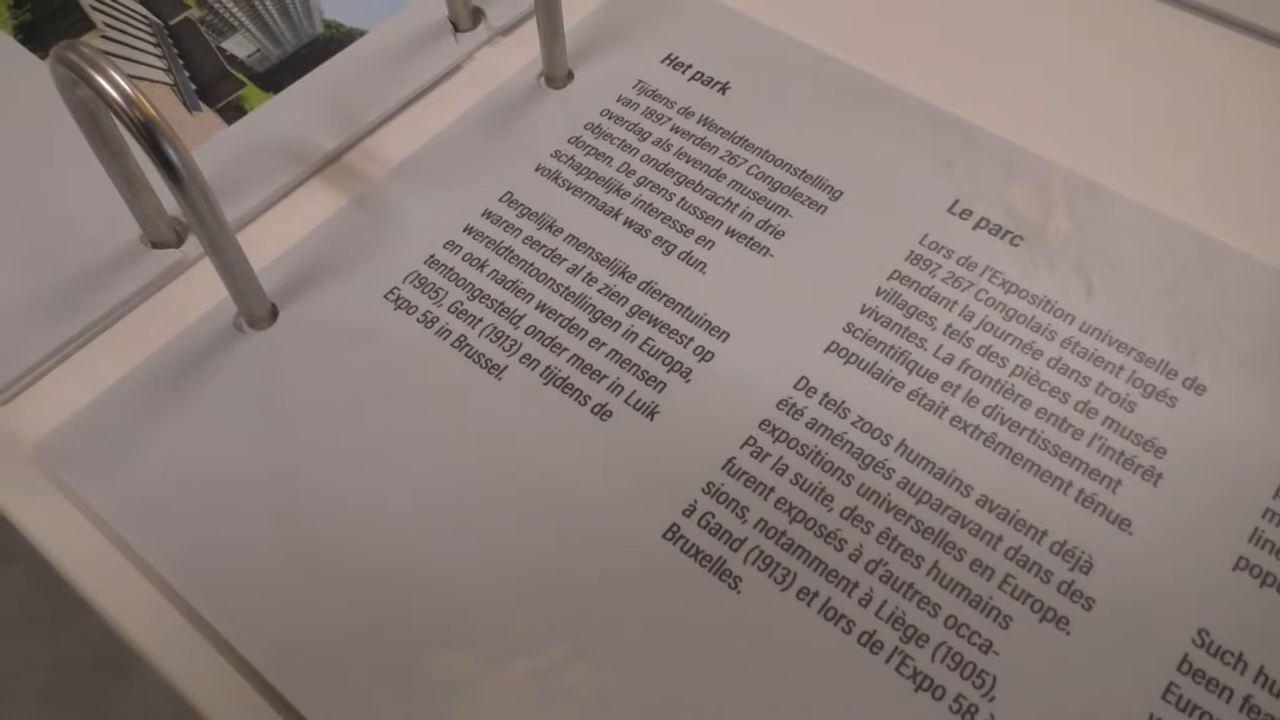 Het park
Tijdens de Wereldtentoonstelling
van 1897 werden 267 Congolezen
overdag als levende museum-
objecten ondergebracht in drie
dorpen. De grens tussen weten-
schappelijke interesse en
volksvermaak was erg dun.
Dergelijke menselijke dierentuinen
waren eerder al te zien geweest op
wereldtentoonstellingen in Europa,
en ook nadien werden er mensen
tentoongesteld, onder meer in Luik
(1905), Gent (1913) en tijdens de
Expo 58 in Brussel.
Le parc
Lors de l'Exposition universelle de
1897, 267 Congolais étaient logés
pendant la journée dans trois
villages, tels des pièces de musée
vivantes. La frontière entre l'intérêt
scientifique et le divertissement
populaire était extrêmement ténue.
De tels zoos humains avaient déjà
été aménagés auparavant dans des
expositions universelles en Europe.
Par la suite, des êtres humains
furent exposés à d'autres occa-
sions, notamment à Liège (1905),
à Gand (1913) et lors de l'Expo 58, à
Bruxelles.
Such hu
been fea
Euro